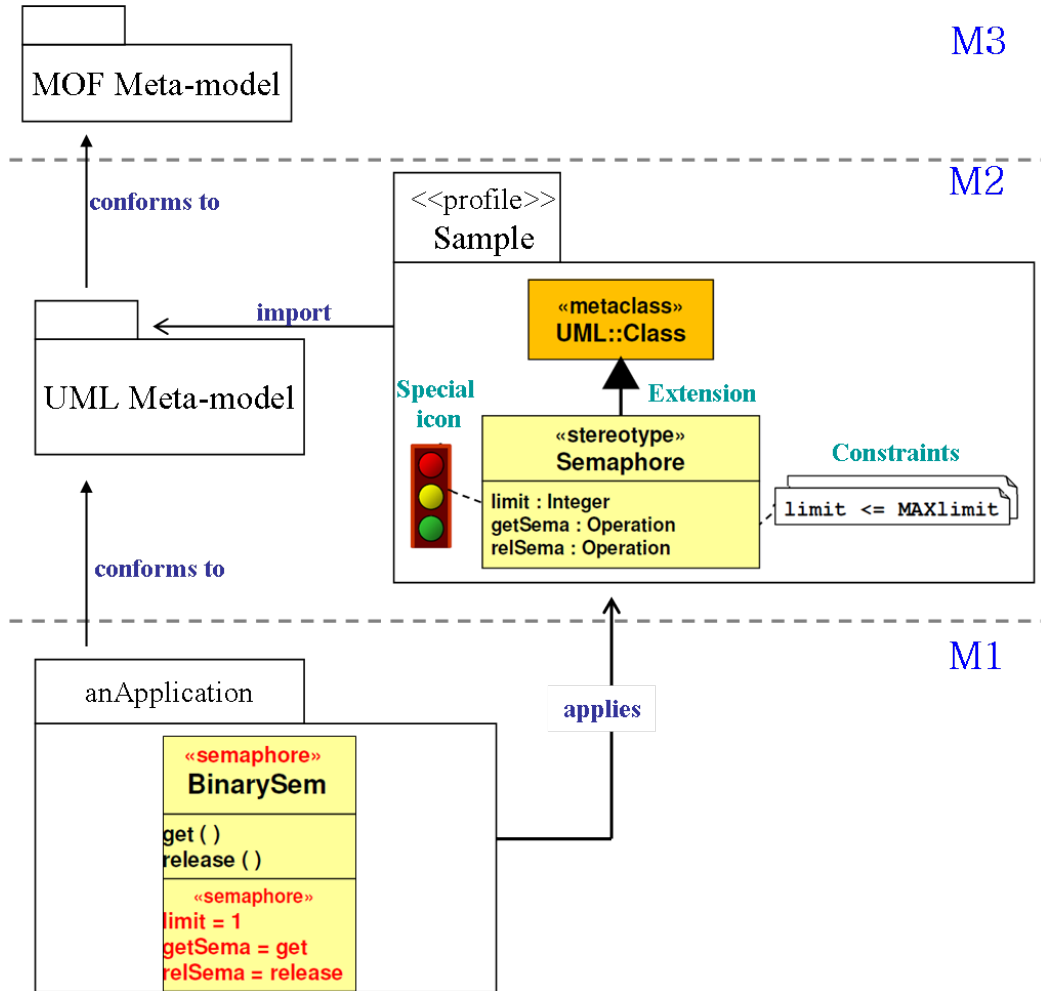 M3
MOF Meta-model
conforms to
M2
<<profile>>
Sample
«metaclass»
UML::Class
import
UML Meta-model
Special
icon
Extension
«stereotype»
Semaphore
limit : Integer
getSema : Operation
relSema : Operation
Constraints
limit <= MAXlimit
conforms to
M1
anApplication
applies
«semaphore»
BinarySem
get ( )
release ( )
«semaphore»
limit = 1
getSema = get
relSema = release